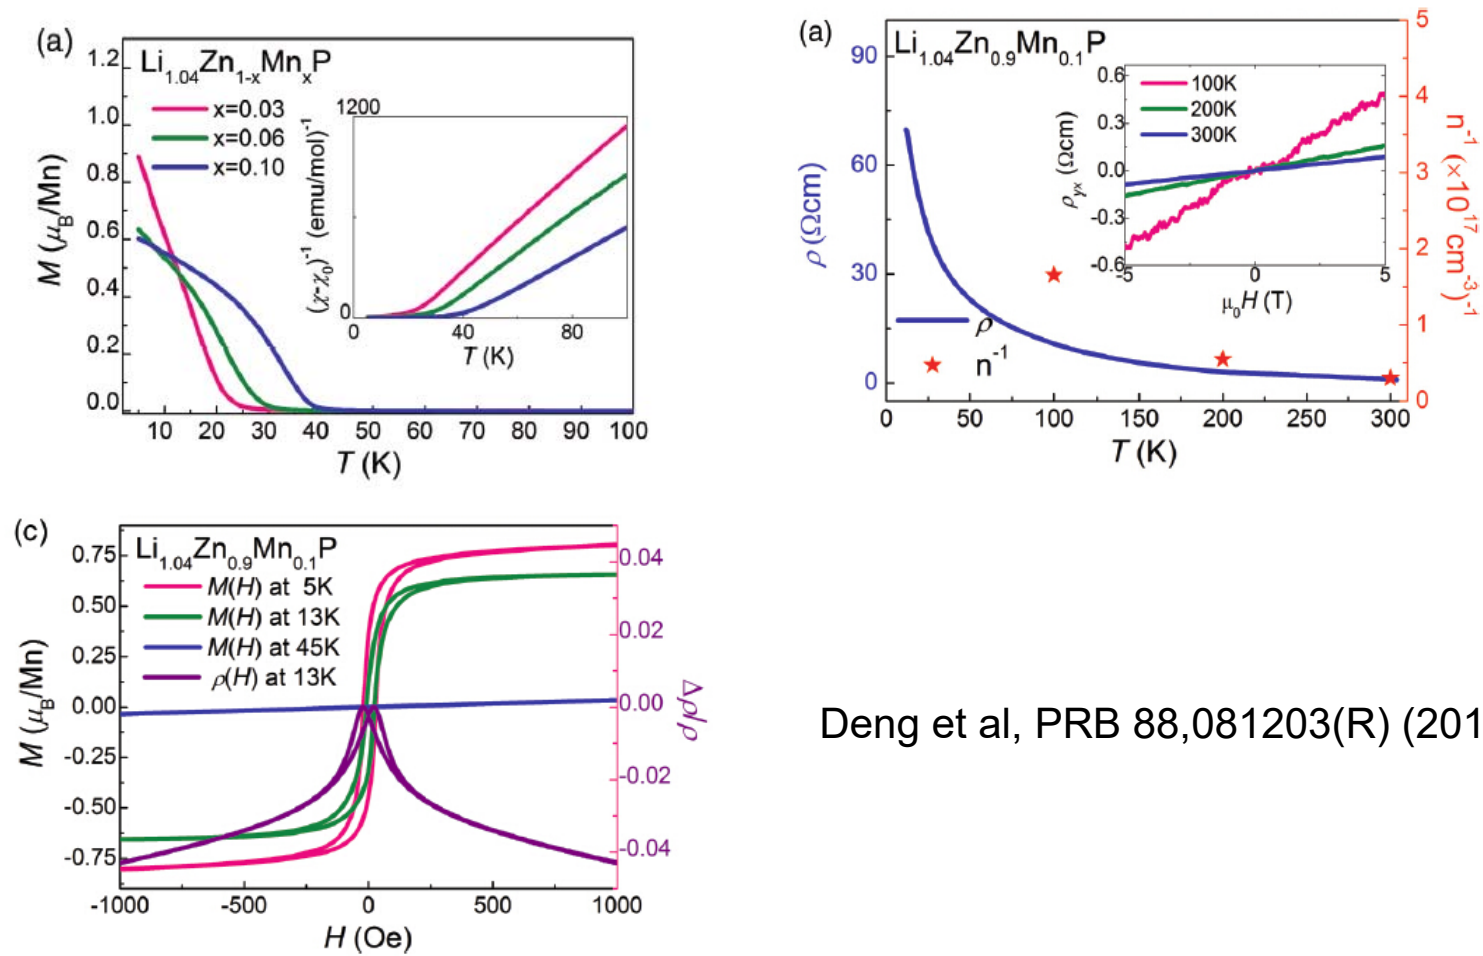 (a)
Li1.04Zn1-xMnxP
x=0.03
x=0.06
x=0.10
M (μB/Mn)
1.2
1.0
0.8
0.6
0.4
0.2
0.0
10 20 30 40 50 60 70 80 90 100
T (K)
1200
0
(χ-χ0)-1 (emu/mol)-1
0 40 80
T (K)
(a)
Li1.04Zn0.9Mn0.1P
ρ (Ωcm)
90
60
30
0
0 50 100 150 200 250 300
T (K)
ρ
n-1
5
4
3
2
1
0
n-1 (×1017 cm-3)-1
100K
200K
300K
ρyx (Ωcm)
0.6
0.3
0.0
-0.3
-0.6
-5 0 5
μ0H (T)
(c)
Li1.04Zn0.9Mn0.1P
M(H) at 5K
M(H) at 13K
M(H) at 45K
ρ(H) at 13K
M (μB/Mn)
0.75
0.50
0.25
0.00
-0.25
-0.50
-0.75
-1000 -500 0 500 1000
H (Oe)
0.04
0.02
0.00
-0.02
-0.04
Δρ/ρ
Deng et al, PRB 88,081203(R) (201